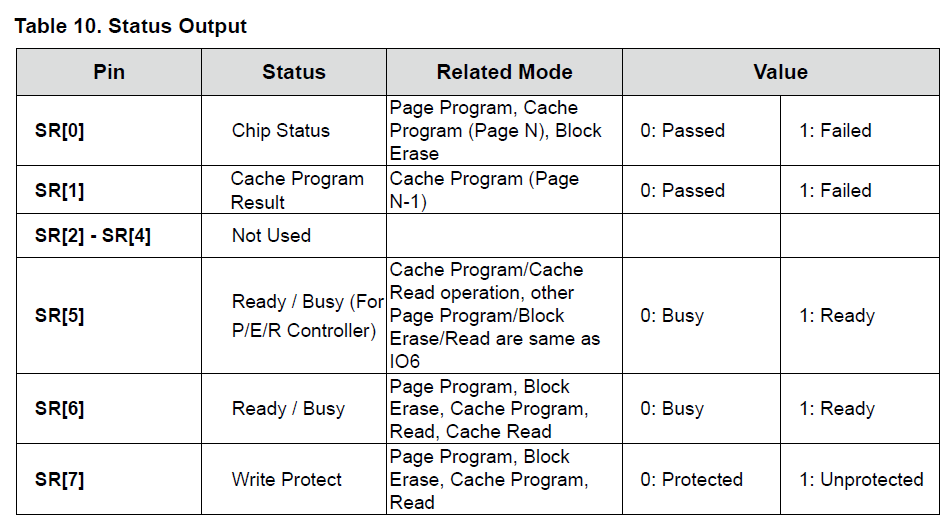 Table 10. Status Output
Pin Status Related Mode Value
SR[0] Chip Status Page Program, Cache Program (Page N), Block Erase 0: Passed 1: Failed
SR[1] Cache Program Result Cache Program (Page N-1) 0: Passed 1: Failed
SR[2] - SR[4] Not Used
SR[5] Ready / Busy (For P/E/R Controller) Cache Program/Cache Read operation, other Page Program/Block Erase/Read are same as IO6 0: Busy 1: Ready
SR[6] Ready / Busy Page Program, Block Erase, Cache Program, Read, Cache Read 0: Busy 1: Ready
SR[7] Write Protect Page Program, Block Erase, Cache Program, Read 0: Protected 1: Unprotected